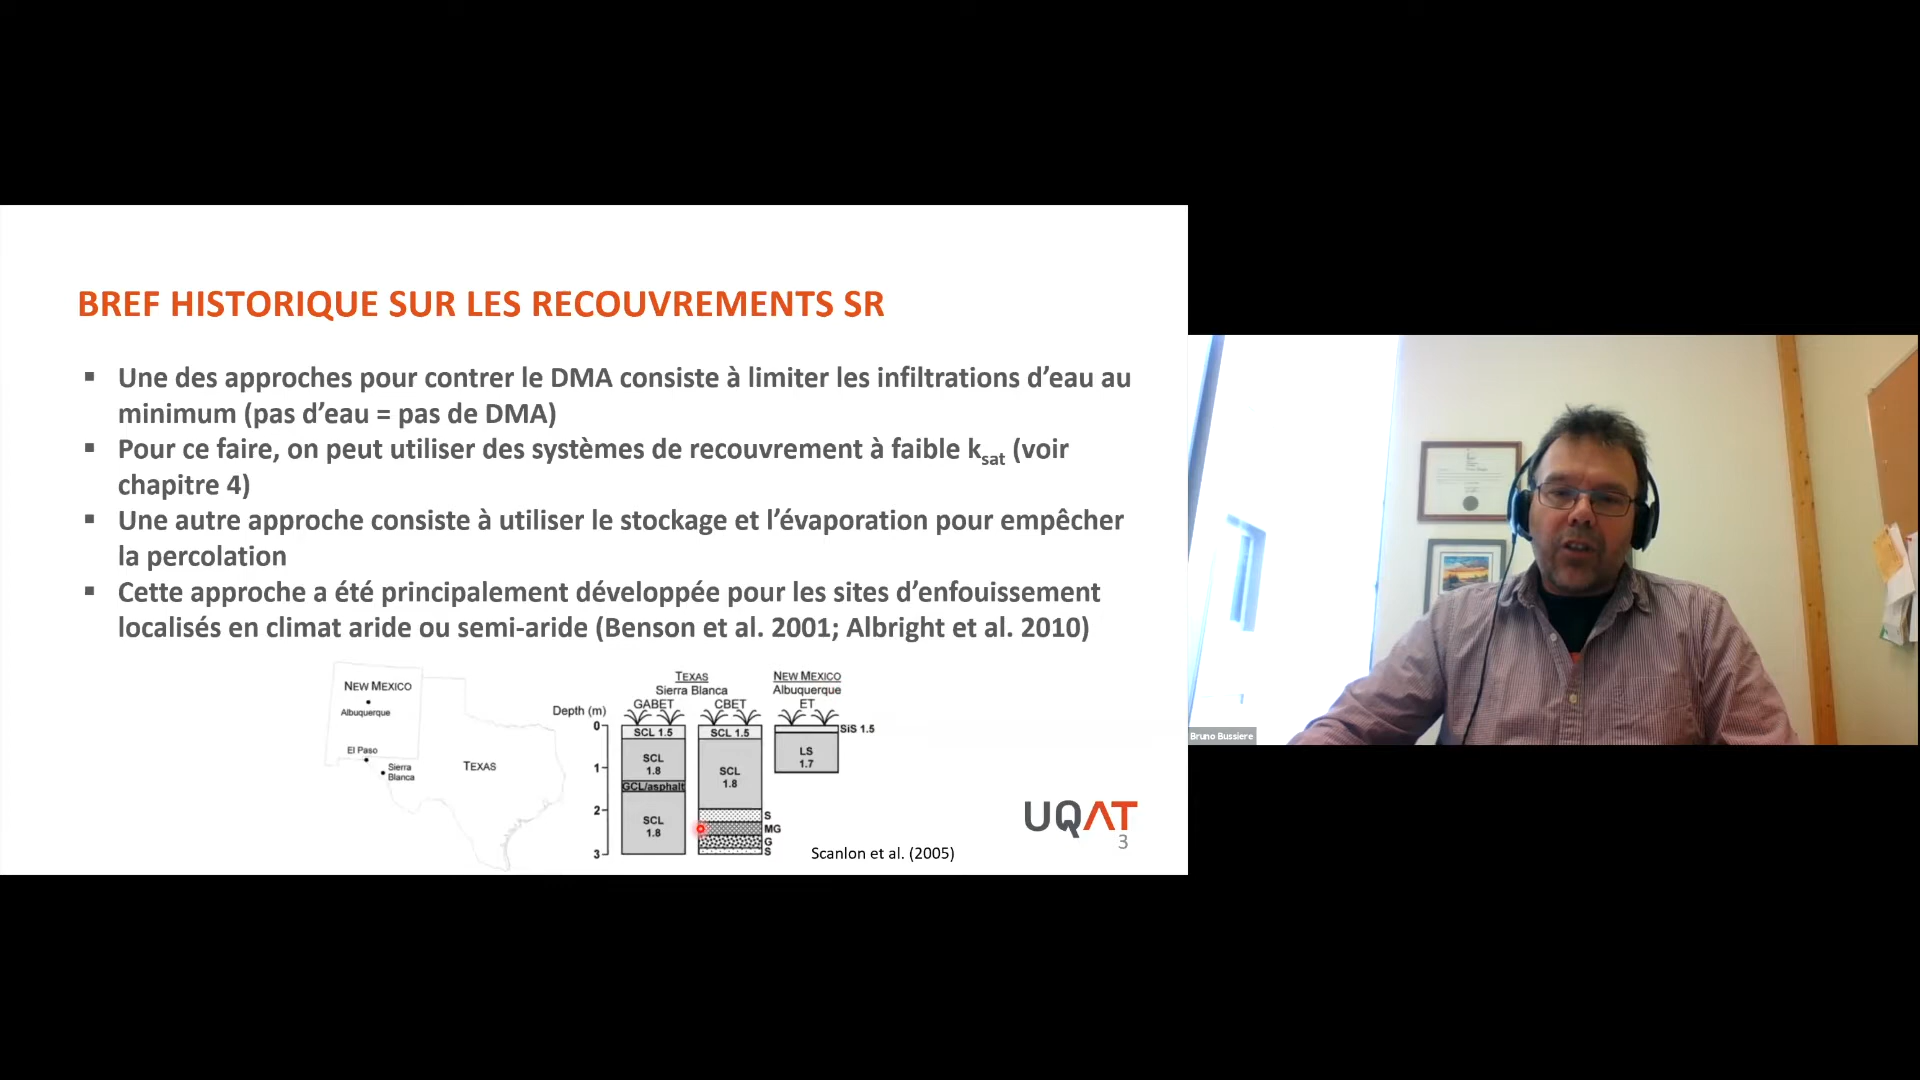 BREF HISTORIQUE SUR LES RECOUVREMENTS SR
▪ Une des approches pour contrer le DMA consiste à limiter les infiltrations d’eau au
minimum (pas d’eau = pas de DMA)
▪ Pour ce faire, on peut utiliser des systèmes de recouvrement à faible ksat (voir
chapitre 4)
▪ Une autre approche consiste à utiliser le stockage et l’évaporation pour empêcher
la percolation
▪ Cette approche a été principalement développée pour les sites d’enfouissement
localisés en climat aride ou semi-aride (Benson et al. 2001; Albright et al. 2010)
NEW MEXICO
Albuquerque
El Paso
Sierra
Blanca
TEXAS
TEXAS
Sierra Blanca
GABET
CBET
NEW MEXICO
Albuquerque
ET
Depth (m)
0
1
2
3
SCL 1.5
SCL
1.8
GCL/asphalt
SCL
1.8
SCL 1.5
SCL
1.8
S
MG
G
S
SiS 1.5
LS
1.7
Scanlon et al. (2005)
UQAT
3
Bruno Bussiere